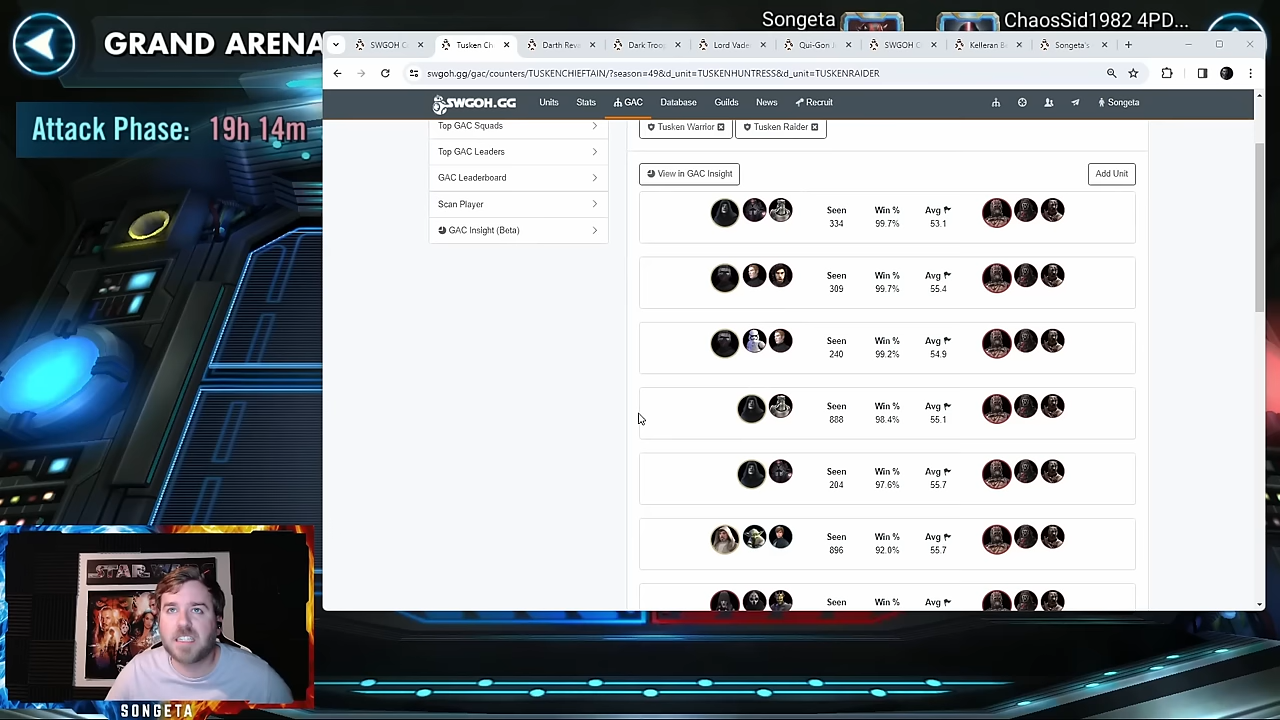 Songeta
ChaosSid1982 4PD...
GRAND ARENA
Attack Phase: 19h 14m
SWGOH C
Tusken Ch
Darth Reva
Dark Troop
Lord Vade
Qui-Gon J
SWGOH C
Kelleran B
Songeta's
swgoh.gg/gac/counters/TUSKENCHIEFTAIN/?season=49&d_unit=TUSKENHUNTRESS&d_unit=TUSKENRAIDER
SWGOH.GG
Units
Stats
GAC
Database
Guilds
News
Recruit
Songeta
Top GAC Squads
Top GAC Leaders
GAC Leaderboard
Scan Player
GAC Insight (Beta)
Tusken Warrior
Tusken Raider
View in GAC Insight
Add Unit
Seen Win % Avg
334 99.7% 53.1
Seen Win % Avg
309 99.7% 55.4
Seen Win % Avg
240 99.2% 54.9
Seen Win % Avg
888 98.4% 55.1
Seen Win % Avg
204 97.6% 55.7
Seen Win % Avg
896 92.0% 55.7
Seen Win % Avg
STAR WARS
SONGETA